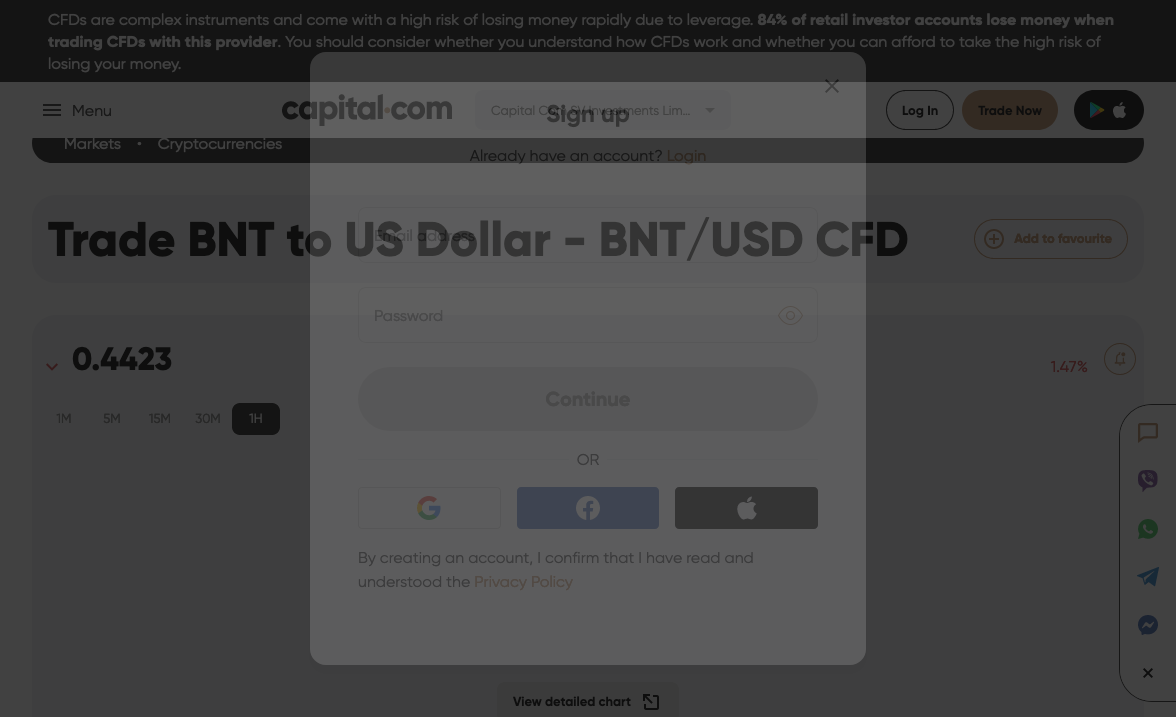 CFDs are complex instruments and come with a high risk of losing money rapidly due to leverage. 84% of retail investor accounts lose money when
trading CFDs with this provider. You should consider whether you understand how CFDs work and whether you can afford to take the high risk of
losing your money.
Menu
capital.com
Capital Com SV Investments Lim...
Sign up
Log In
Trade Now
Markets • Cryptocurrencies
Already have an account? Login
Trade BNT to US Dollar - BNT/USD CFD
Add to favourite
Email address
Password
0.4423
1.47%
1M 5M 15M 30M 1H
Continue
OR
By creating an account, I confirm that I have read and
understood the Privacy Policy
View detailed chart